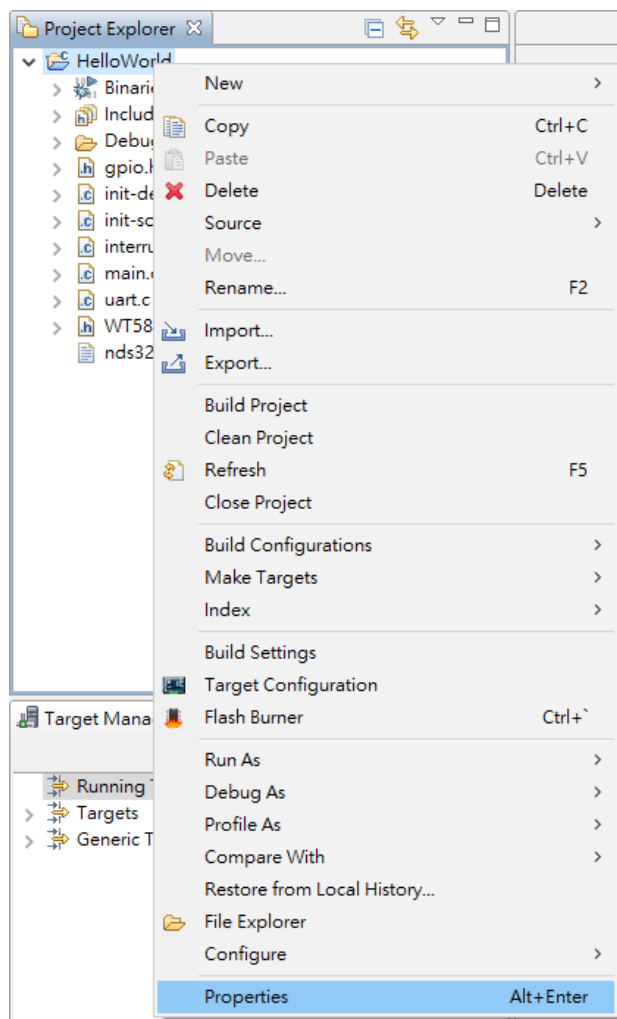 Project Explorer
HelloWorld
New
Copy Ctrl+C
Paste Ctrl+V
Delete Delete
Source
Move...
Rename... F2
Import...
Export...
Build Project
Clean Project
Refresh F5
Close Project
Build Configurations
Make Targets
Index
Build Settings
Target Configuration
Flash Burner Ctrl+`
Run As
Debug As
Profile As
Compare With
Restore from Local History...
File Explorer
Configure
Properties Alt+Enter
Binari
Includ
Debu
gpio.h
init-de
init-so
interru
main.c
uart.c
WT58
nds32
Target Mana
Running
Targets
Generic T